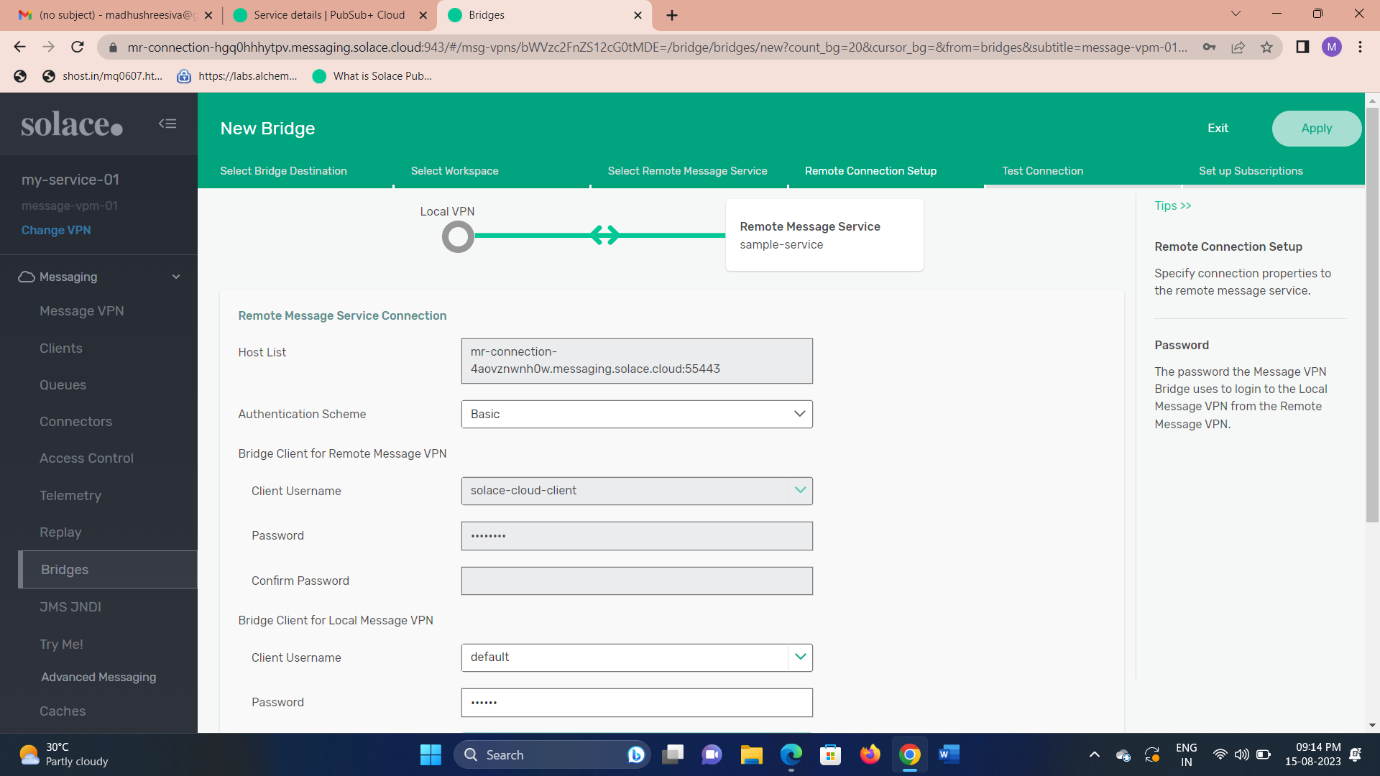 (no subject) - madhushreesiva@g
Service details | PubSub+ Cloud
Bridges
mr-connection-hgq0hhhytpv.messaging.solace.cloud:943/#/msg-vpns/bWVzc2FnZS12cG0tMDE=/bridge/bridges/new?count_bg=20&cursor_bg=&from=bridges&subtitle=message-vpm-01...
M
shost.in/mq0607.ht...
https://labs.alchem...
What is Solace Pub...
solace.
New Bridge
Exit
Apply
Select Bridge Destination
Select Workspace
Select Remote Message Service
Remote Connection Setup
Test Connection
Set up Subscriptions
my-service-01
message-vpm-01
Change VPN
Messaging
Message VPN
Clients
Queues
Connectors
Access Control
Telemetry
Replay
Bridges
JMS JNDI
Try Me!
Advanced Messaging
Caches
Local VPN
Remote Message Service
sample-service
Remote Message Service Connection
Host List
mr-connection-
4aovznwnh0w.messaging.solace.cloud:55443
Authentication Scheme
Basic
Bridge Client for Remote Message VPN
Client Username
solace-cloud-client
Password
••••••••
Confirm Password
Bridge Client for Local Message VPN
Client Username
default
Password
••••••
Tips >>
Remote Connection Setup
Specify connection properties to
the remote message service.
Password
The password the Message VPN
Bridge uses to login to the Local
Message VPN from the Remote
Message VPN.
30°C
Partly cloudy
Search
ENG
IN
09:14 PM
15-08-2023